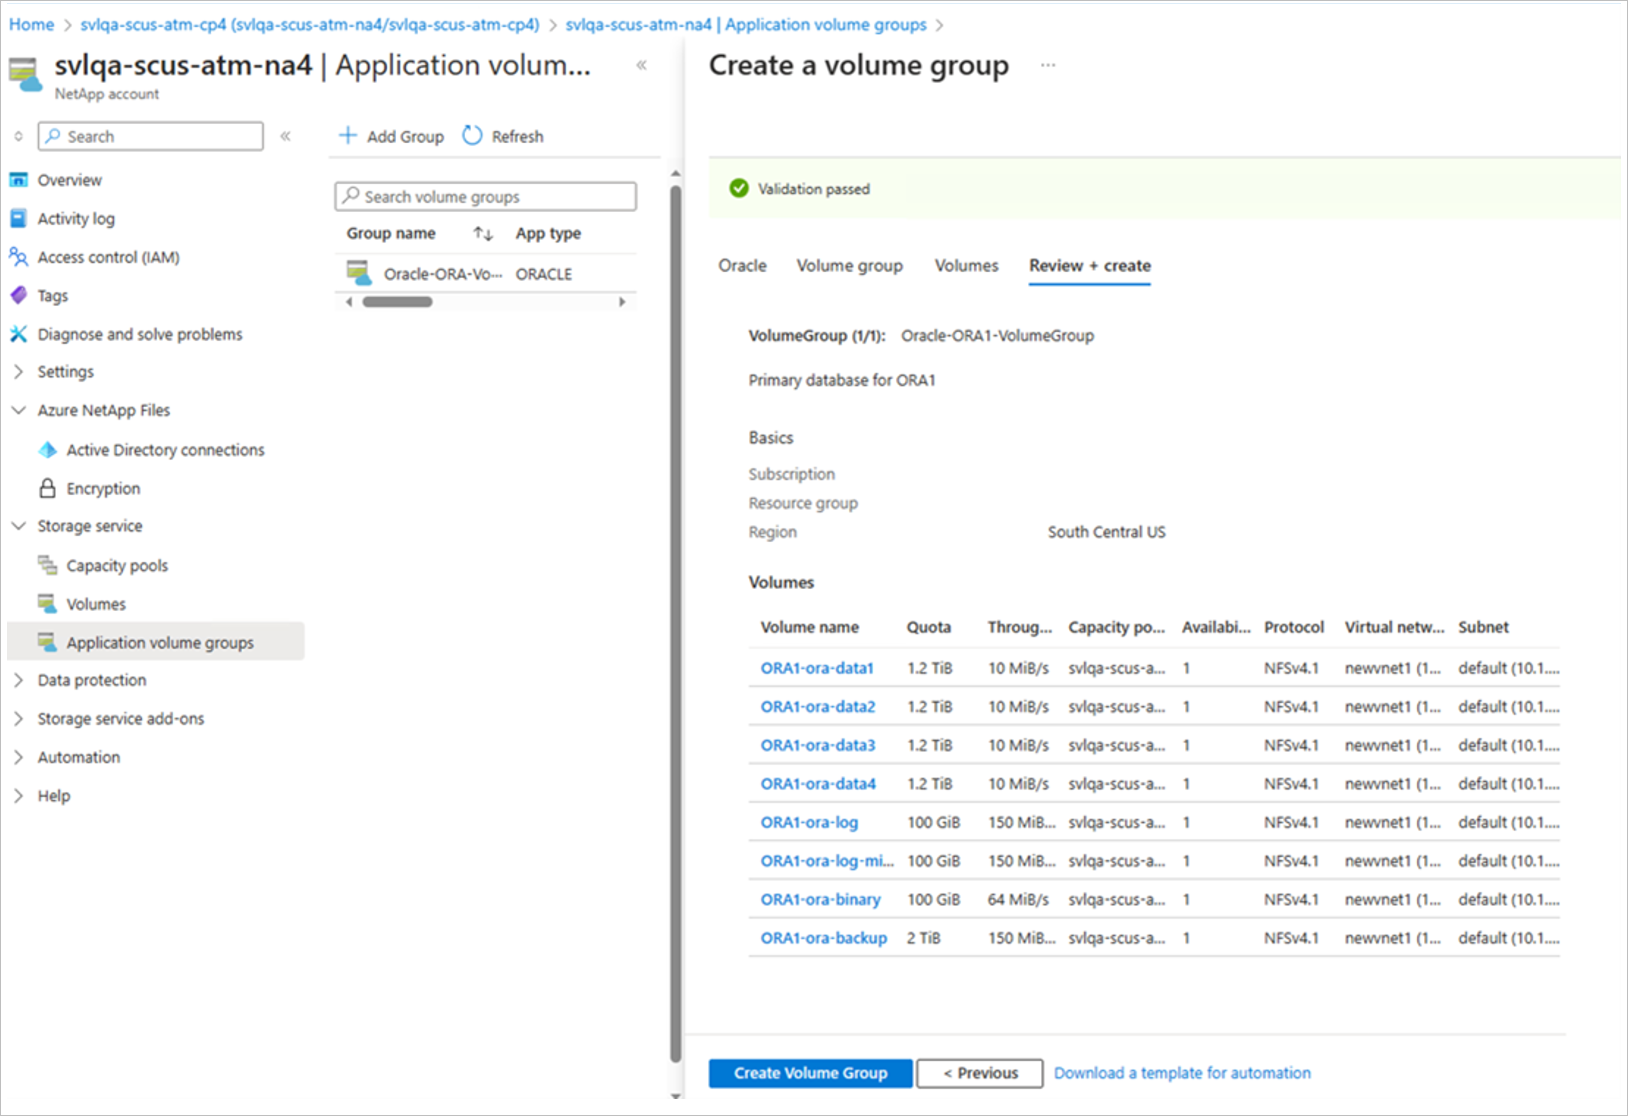 Home > svlqa-scus-atm-cp4 (svlqa-scus-atm-na4/svlqa-scus-atm-cp4) > svlqa-scus-atm-na4 | Application volume groups >
svlqa-scus-atm-na4 | Application volum...
NetApp account
«
Search
«
Overview
Activity log
Access control (IAM)
Tags
Diagnose and solve problems
Settings
Azure NetApp Files
Active Directory connections
Encryption
Storage service
Capacity pools
Volumes
Application volume groups
Data protection
Storage service add-ons
Automation
Help
+ Add Group Refresh
Search volume groups
Group name ↑↓ App type
Oracle-ORA-Vo... ORACLE
Create a volume group ...
Validation passed
Oracle Volume group Volumes Review + create
VolumeGroup (1/1): Oracle-ORA1-VolumeGroup
Primary database for ORA1
Basics
Subscription
Resource group
Region South Central US
Volumes
Volume name Quota Throug... Capacity po... Availabi... Protocol Virtual netw... Subnet
ORA1-ora-data1 1.2 TiB 10 MiB/s svlqa-scus-a... 1 NFSv4.1 newvnet1 (1... default (10.1....
ORA1-ora-data2 1.2 TiB 10 MiB/s svlqa-scus-a... 1 NFSv4.1 newvnet1 (1... default (10.1....
ORA1-ora-data3 1.2 TiB 10 MiB/s svlqa-scus-a... 1 NFSv4.1 newvnet1 (1... default (10.1....
ORA1-ora-data4 1.2 TiB 10 MiB/s svlqa-scus-a... 1 NFSv4.1 newvnet1 (1... default (10.1....
ORA1-ora-log 100 GiB 150 MiB... svlqa-scus-a... 1 NFSv4.1 newvnet1 (1... default (10.1....
ORA1-ora-log-mi... 100 GiB 150 MiB... svlqa-scus-a... 1 NFSv4.1 newvnet1 (1... default (10.1....
ORA1-ora-binary 100 GiB 64 MiB/s svlqa-scus-a... 1 NFSv4.1 newvnet1 (1... default (10.1....
ORA1-ora-backup 2 TiB 150 MiB... svlqa-scus-a... 1 NFSv4.1 newvnet1 (1... default (10.1....
Create Volume Group < Previous Download a template for automation